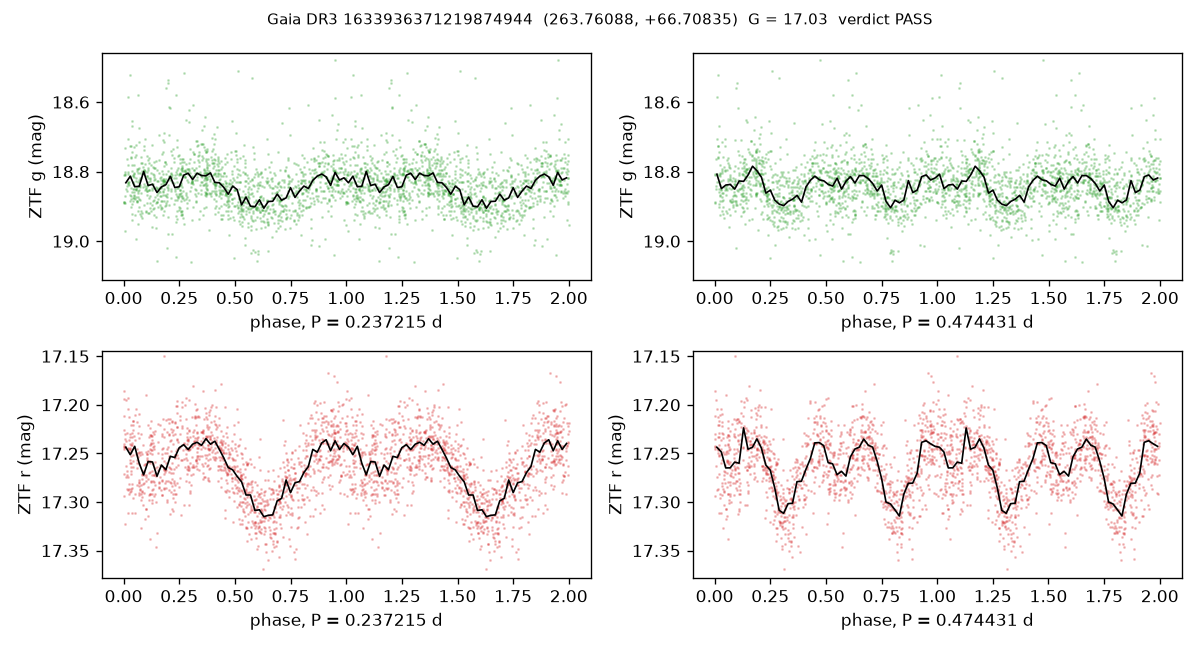 Gaia DR3 1633936371219874944  (263.76088, +66.70835)  G = 17.03  verdict PASS
ZTF g (mag)
18.6
18.8
19.0
0.00 0.25 0.50 0.75 1.00 1.25 1.50 1.75 2.00
phase, P = 0.237215 d
ZTF g (mag)
18.6
18.8
19.0
0.00 0.25 0.50 0.75 1.00 1.25 1.50 1.75 2.00
phase, P = 0.474431 d
ZTF r (mag)
17.15
17.20
17.25
17.30
17.35
0.00 0.25 0.50 0.75 1.00 1.25 1.50 1.75 2.00
phase, P = 0.237215 d
ZTF r (mag)
17.15
17.20
17.25
17.30
17.35
0.00 0.25 0.50 0.75 1.00 1.25 1.50 1.75 2.00
phase, P = 0.474431 d